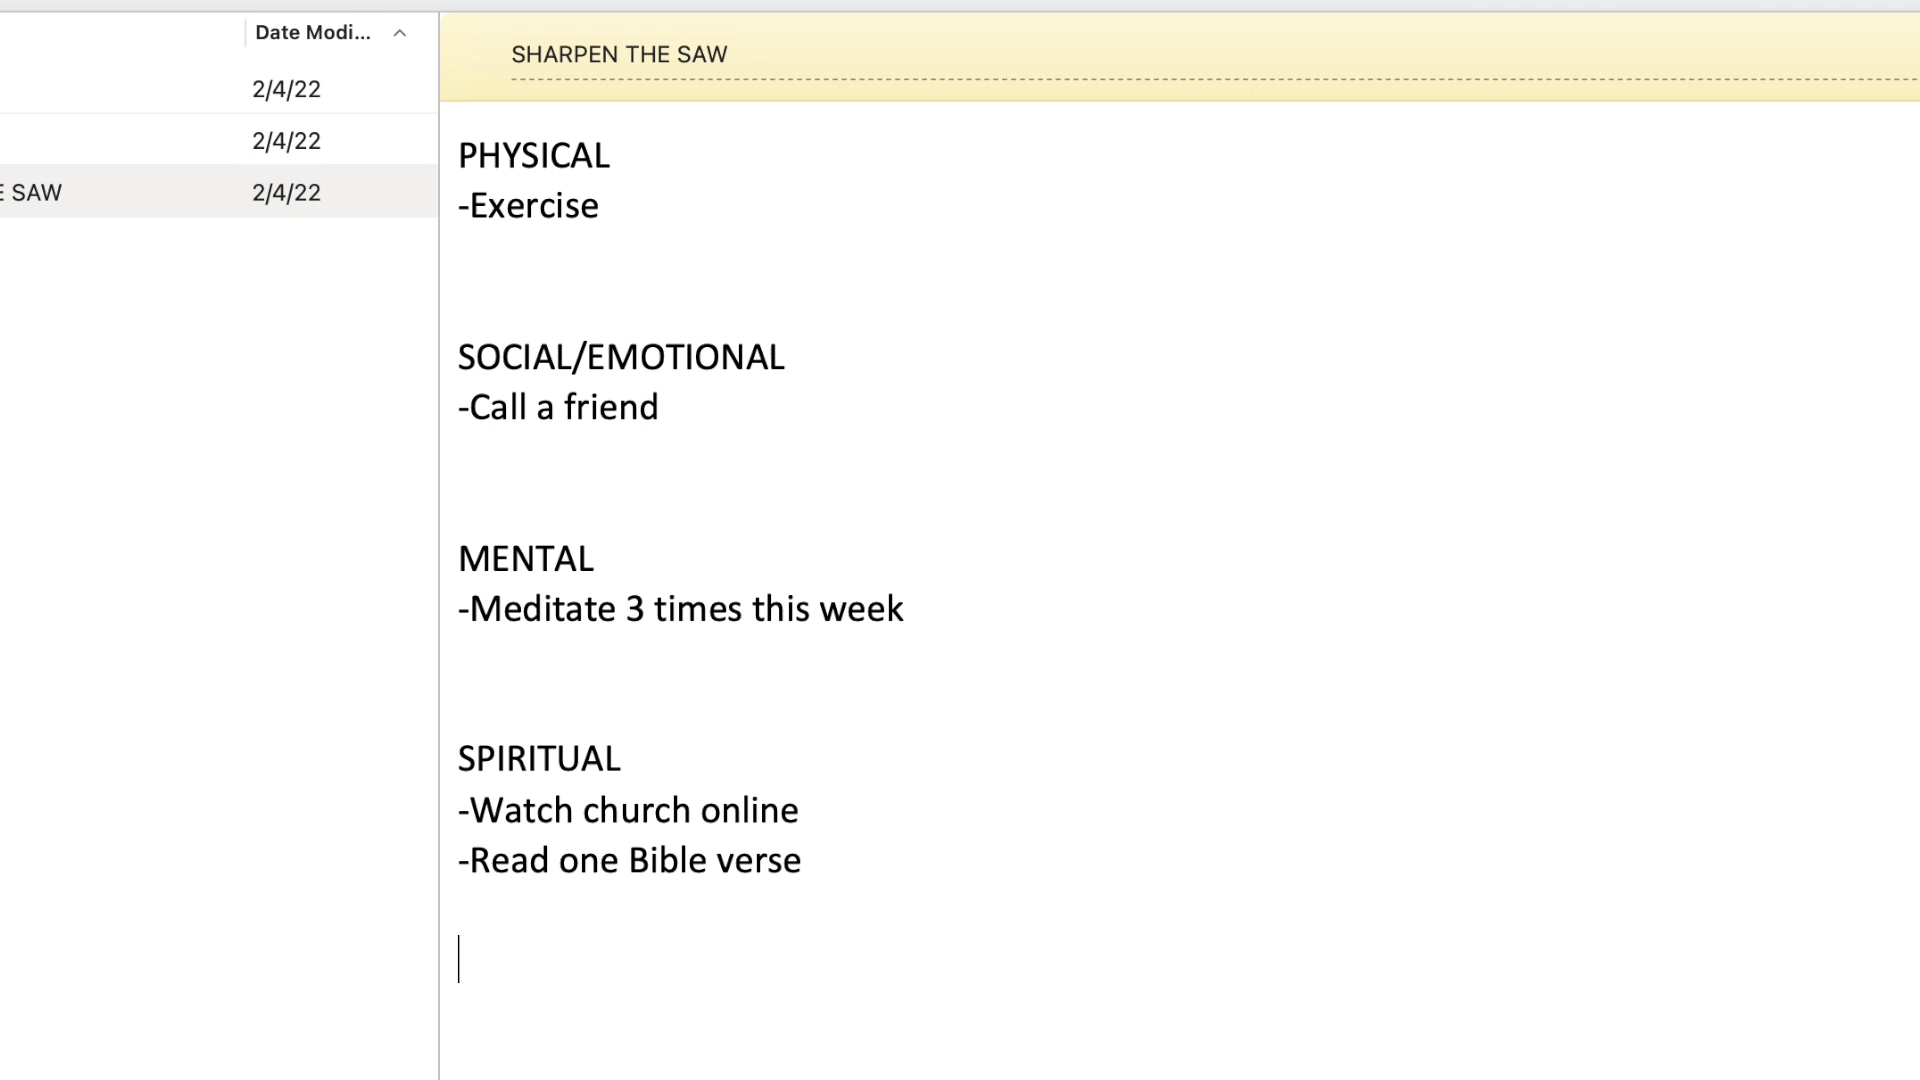 Date Modi...
2/4/22
2/4/22
E SAW
2/4/22
SHARPEN THE SAW
PHYSICAL
-Exercise
SOCIAL/EMOTIONAL
-Call a friend
MENTAL
-Meditate 3 times this week
SPIRITUAL
-Watch church online
-Read one Bible verse